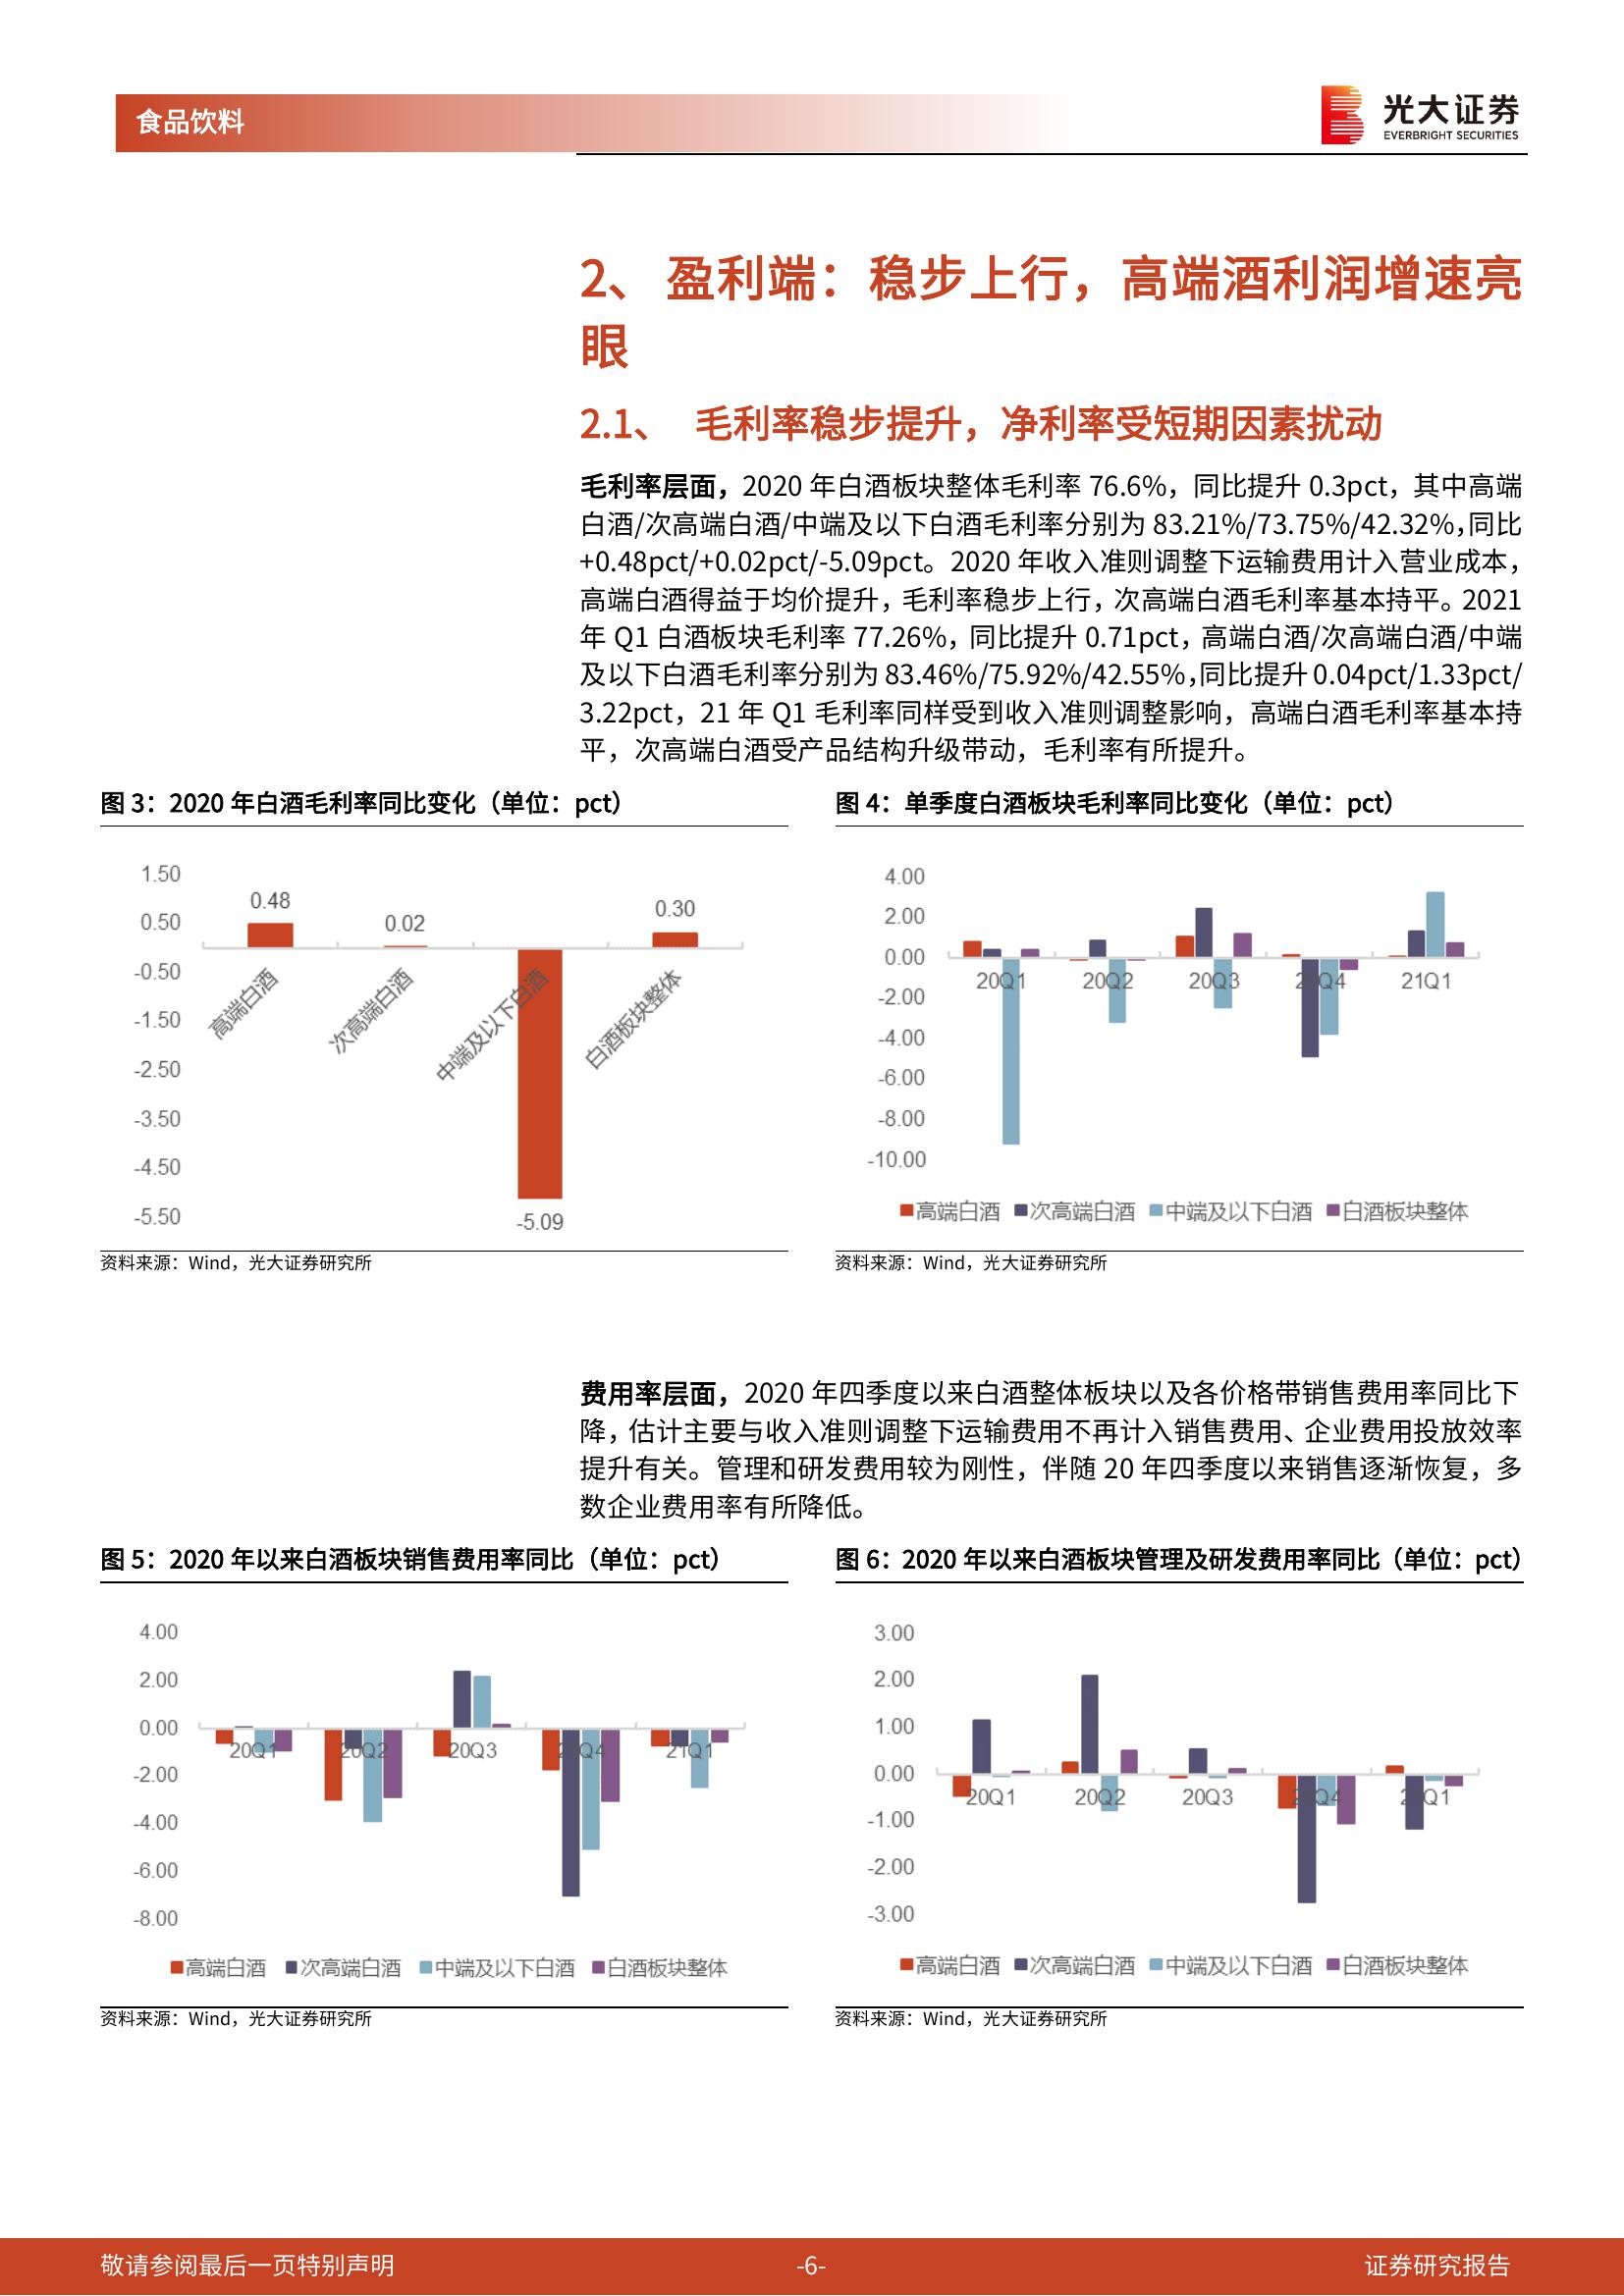 食品饮料
光大证券
EVERBRIGHT SECURITIES
2、 盈利端：稳步上行，高端酒利润增速亮
眼
2.1、 毛利率稳步提升，净利率受短期因素扰动
毛利率层面，2020 年白酒板块整体毛利率 76.6%，同比提升 0.3pct，其中高端
白酒/次高端白酒/中端及以下白酒毛利率分别为 83.21%/73.75%/42.32%，同比
+0.48pct/+0.02pct/-5.09pct。2020 年收入准则调整下运输费用计入营业成本，
高端白酒得益于均价提升，毛利率稳步上行，次高端白酒毛利率基本持平。2021
年 Q1 白酒板块毛利率 77.26%，同比提升 0.71pct，高端白酒/次高端白酒/中端
及以下白酒毛利率分别为 83.46%/75.92%/42.55%，同比提升 0.04pct/1.33pct/
3.22pct，21 年 Q1 毛利率同样受到收入准则调整影响，高端白酒毛利率基本持
平，次高端白酒受产品结构升级带动，毛利率有所提升。
图 3：2020 年白酒毛利率同比变化（单位：pct）
1.50
0.50
-0.50
-1.50
-2.50
-3.50
-4.50
-5.50
0.48
0.02
-5.09
0.30
高端白酒
次高端白酒
中端及以下白酒
白酒板块整体
资料来源：Wind，光大证券研究所
图 4：单季度白酒板块毛利率同比变化（单位：pct）
4.00
2.00
0.00
-2.00
-4.00
-6.00
-8.00
-10.00
20Q1 20Q2 20Q3 20Q4 21Q1
高端白酒 次高端白酒 中端及以下白酒 白酒板块整体
资料来源：Wind，光大证券研究所
费用率层面，2020 年四季度以来白酒整体板块以及各价格带销售费用率同比下
降，估计主要与收入准则调整下运输费用不再计入销售费用、企业费用投放效率
提升有关。管理和研发费用较为刚性，伴随 20 年四季度以来销售逐渐恢复，多
数企业费用率有所降低。
图 5：2020 年以来白酒板块销售费用率同比（单位：pct）
4.00
2.00
0.00
-2.00
-4.00
-6.00
-8.00
20Q1 20Q2 20Q3 20Q4 21Q1
高端白酒 次高端白酒 中端及以下白酒 白酒板块整体
资料来源：Wind，光大证券研究所
图 6：2020 年以来白酒板块管理及研发费用率同比（单位：pct）
3.00
2.00
1.00
0.00
-1.00
-2.00
-3.00
20Q1 20Q2 20Q3 20Q4 21Q1
高端白酒 次高端白酒 中端及以下白酒 白酒板块整体
资料来源：Wind，光大证券研究所
敬请参阅最后一页特别声明
-6-
证券研究报告